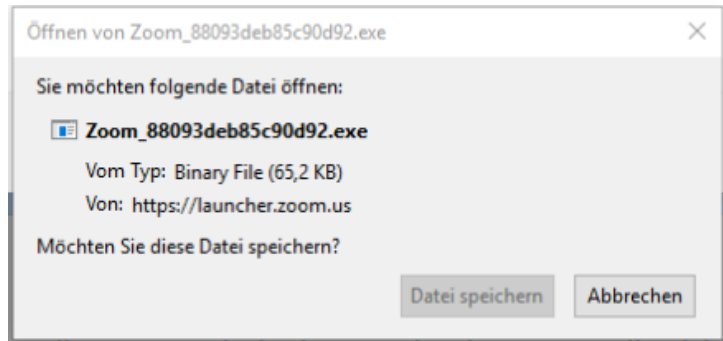 Öffnen von Zoom_88093deb85c90d92.exe
Sie möchten folgende Datei öffnen:
Zoom_88093deb85c90d92.exe
Vom Typ: Binary File (65,2 KB)
Von: https://launcher.zoom.us
Möchten Sie diese Datei speichern?
Datei speichern Abbrechen